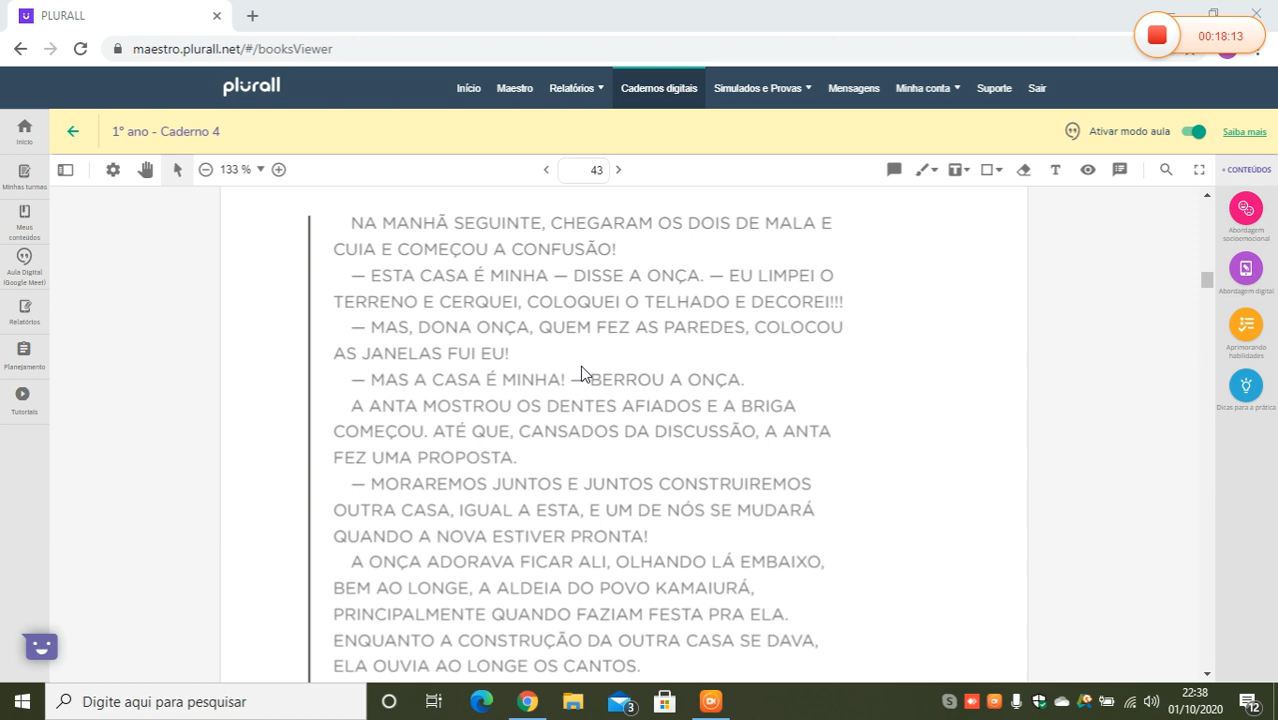 PLURALL
maestro.plurall.net/#/booksViewer
00:18:13
plurall
Início Maestro Relatórios Cadernos digitais Simulados e Provas Mensagens Minha conta Suporte Sair
1º ano - Caderno 4
Ativar modo aula
Saiba mais
133 %
43
+ CONTEÚDOS
Início
Minhas turmas
Meus conteúdos
Aula Digital (Google Meet)
Relatórios
Planejamento
Tutoriais
NA MANHÃ SEGUINTE, CHEGARAM OS DOIS DE MALA E
CUIA E COMEÇOU A CONFUSÃO!
— ESTA CASA É MINHA — DISSE A ONÇA. — EU LIMPEI O
TERRENO E CERQUEI, COLOQUEI O TELHADO E DECOREI!!!
— MAS, DONA ONÇA, QUEM FEZ AS PAREDES, COLOCOU
AS JANELAS FUI EU!
— MAS A CASA É MINHA! — BERROU A ONÇA.
A ANTA MOSTROU OS DENTES AFIADOS E A BRIGA
COMEÇOU. ATÉ QUE, CANSADOS DA DISCUSSÃO, A ANTA
FEZ UMA PROPOSTA.
— MORAREMOS JUNTOS E JUNTOS CONSTRUIREMOS
OUTRA CASA, IGUAL A ESTA, E UM DE NÓS SE MUDARÁ
QUANDO A NOVA ESTIVER PRONTA!
A ONÇA ADORAVA FICAR ALI, OLHANDO LÁ EMBAIXO,
BEM AO LONGE, A ALDEIA DO POVO KAMAIURÁ,
PRINCIPALMENTE QUANDO FAZIAM FESTA PRA ELA.
ENQUANTO A CONSTRUÇÃO DA OUTRA CASA SE DAVA,
ELA OUVIA AO LONGE OS CANTOS.
Abordagem socioemocional
Abordagem digital
Aprimorando habilidades
Dicas para a prática
Digite aqui para pesquisar
3
22:38
01/10/2020
12